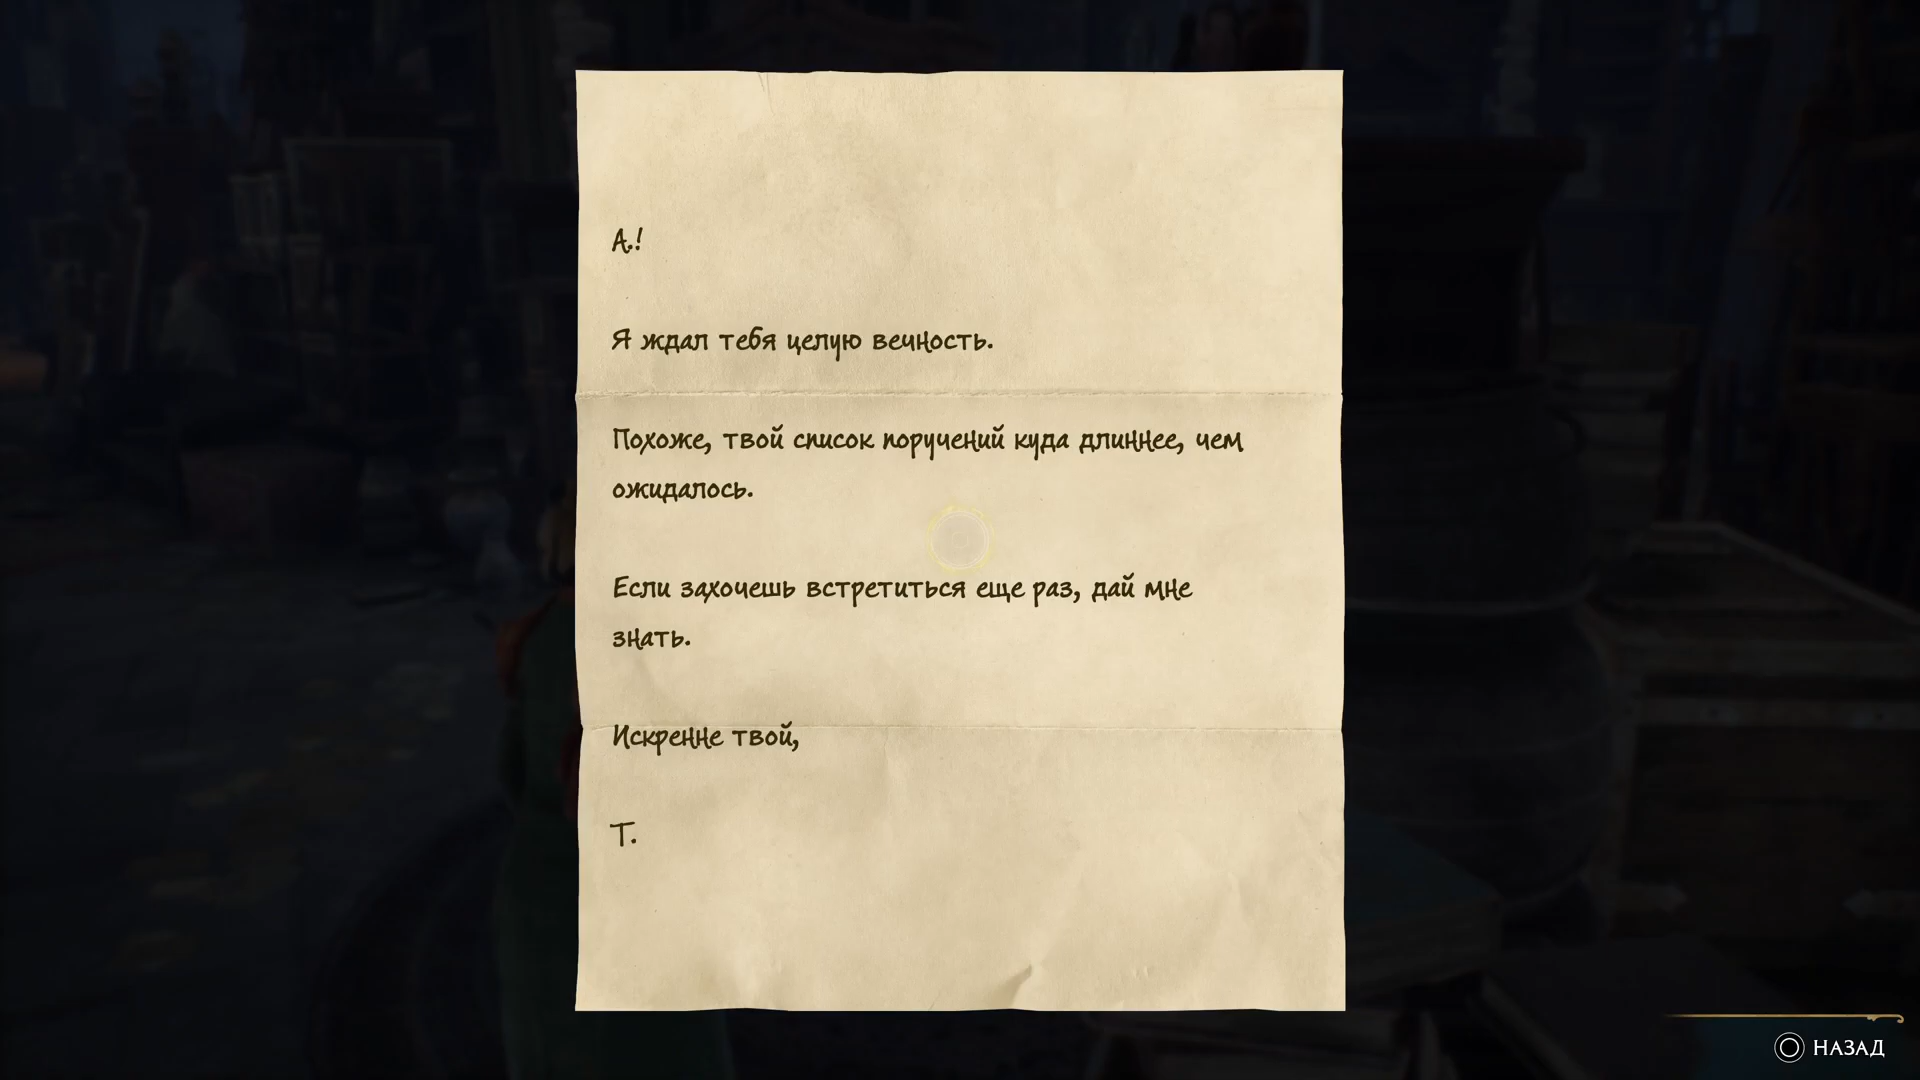 А.!
Я ждал тебя целую вечность.
Похоже, твой список поручений куда длиннее, чем
ожидалось.
Если захочешь встретиться еще раз, дай мне
знать.
Искренне твой,
Т.
НАЗАД